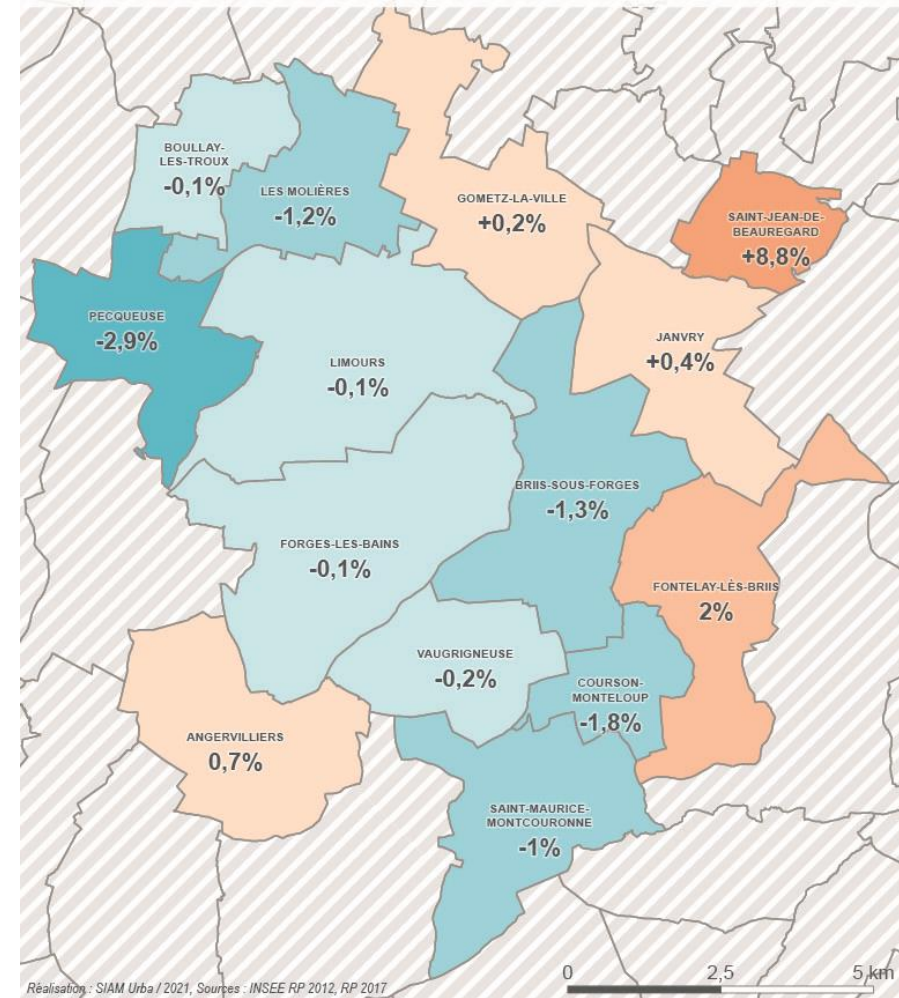 BOULLAY-
LES-TROUX
-0,1%
LES MOLIÈRES
-1,2%
GOMETZ-LA-VILLE
+0,2%
SAINT-JEAN-DE-
BEAUREGARD
+8,8%
PECQUEUSE
-2,9%
LIMOURS
-0,1%
JANVRY
+0,4%
BRIIS-SOUS-FORGES
-1,3%
FORGES-LES-BAINS
-0,1%
FONTELAY-LÈS-BRIIS
2%
VAUGRIGNEUSE
-0,2%
COURSON-
MONTELOUP
-1,8%
ANGERVILLIERS
0,7%
SAINT-MAURICE-
MONTCOURONNE
-1%
0 2,5 5 km
Réalisation : SIAM Urba / 2021, Sources : INSEE RP 2012, RP 2017